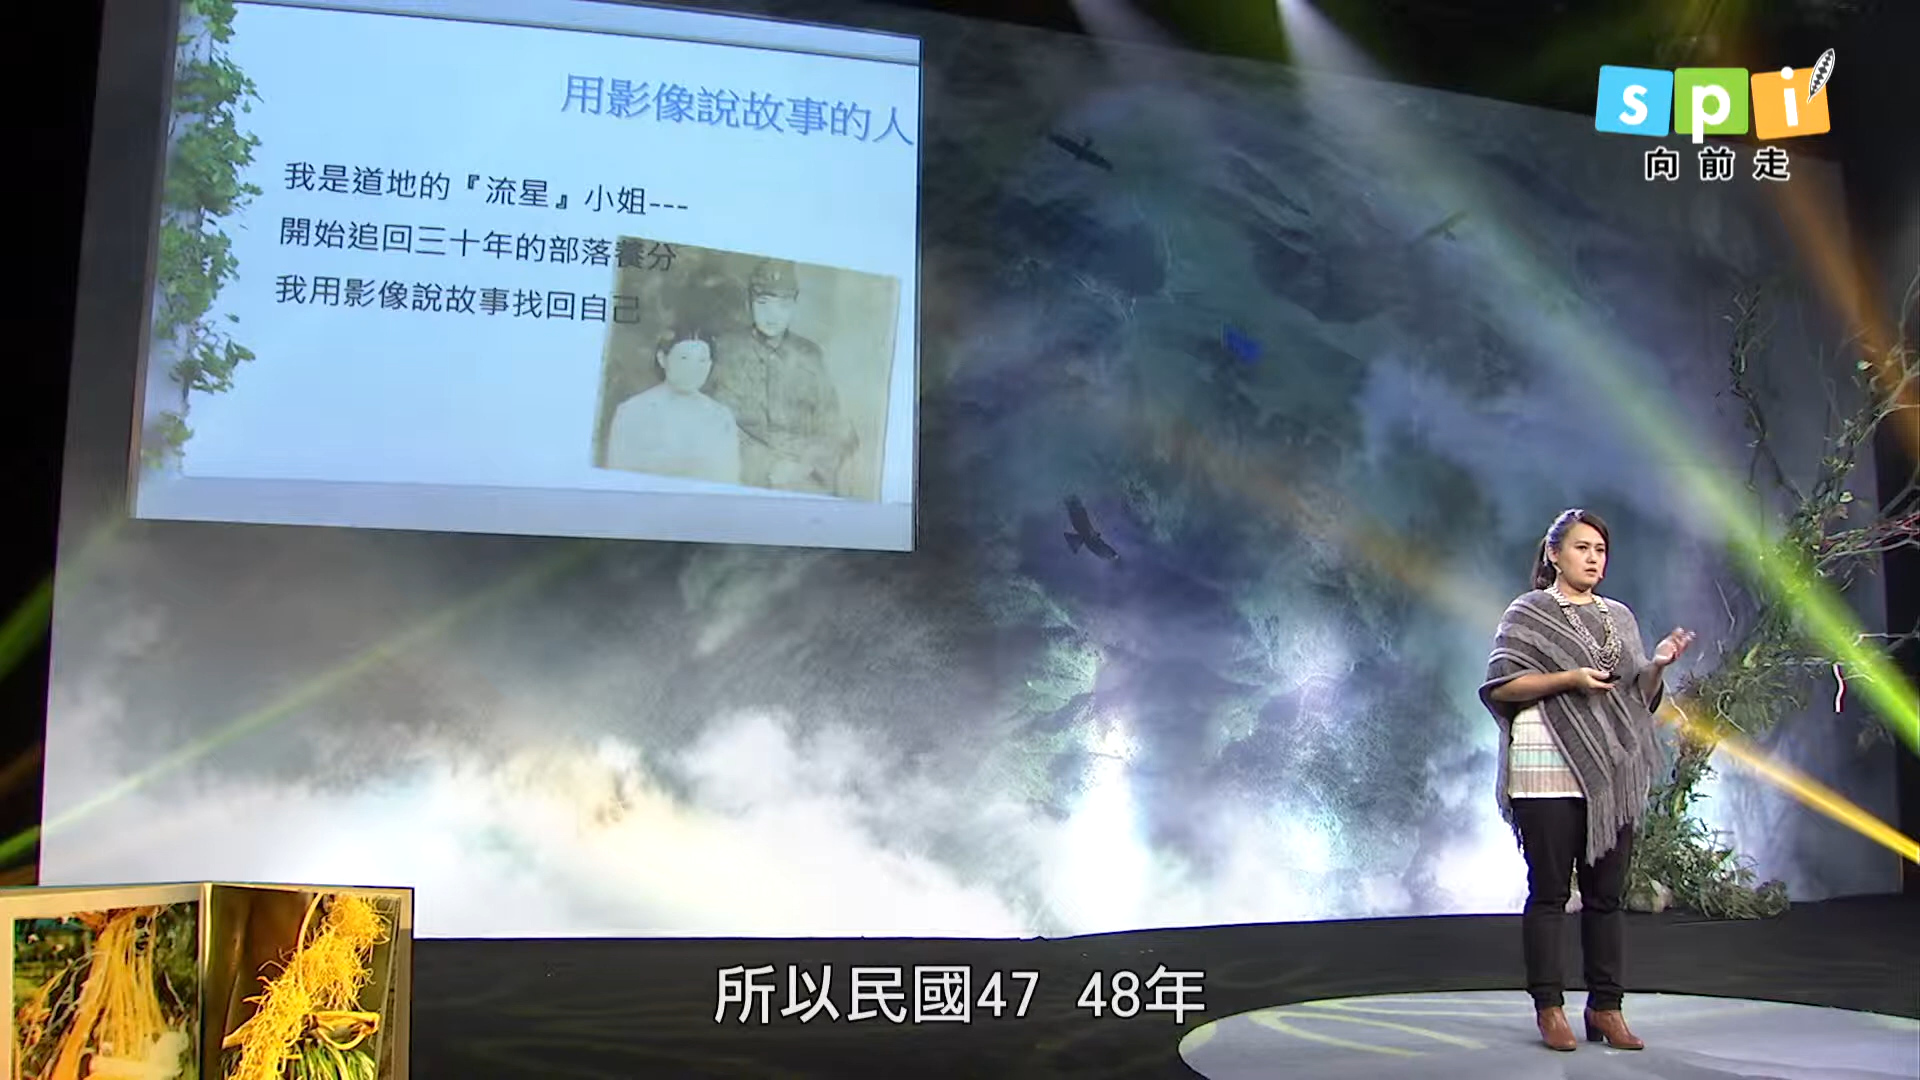 用影像說故事的人
我是道地的『流星』小姐---
開始追回三十年的部落養分
我用影像說故事找回自己
spi
向前走
所以民國47 48年